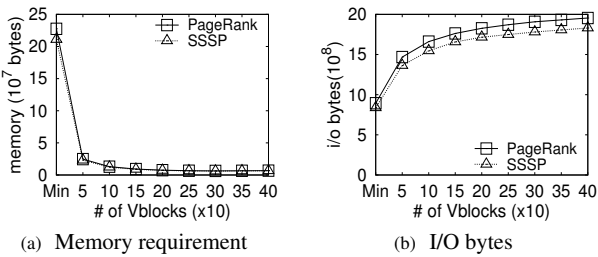 25
20
15
10
5
0
memory (10^7 bytes)
PageRank
SSSP
Min 5 10 15 20 25 30 35 40
# of Vblocks (x10)
(a) Memory requirement
20
15
10
5
0
i/o bytes(10^8)
PageRank
SSSP
Min 5 10 15 20 25 30 35 40
# of Vblocks (x10)
(b) I/O bytes